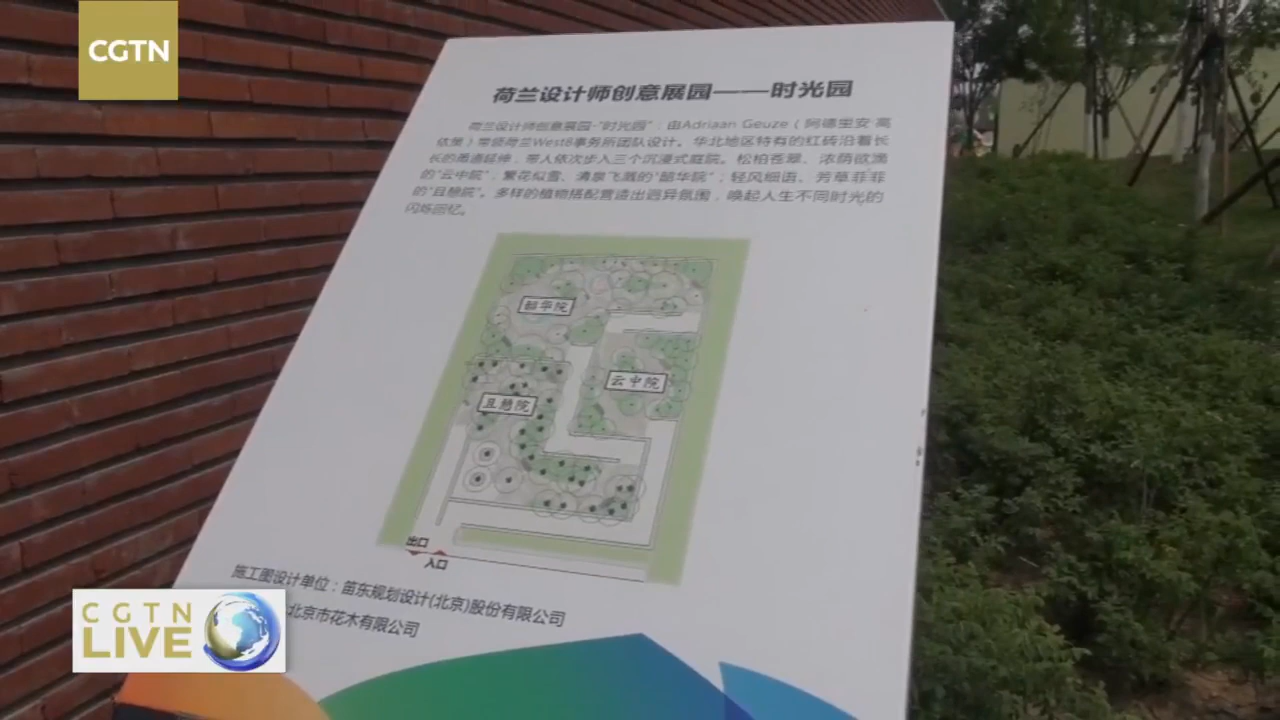 CGTN
荷兰设计师创意展园——时光园
荷兰设计师创意展园-“时光园”，由Adriaan Geuze（阿德里安·高
依策）带领荷兰West8事务所团队设计。华北地区特有的红砖沿着长
长的甬道延伸，带人依次步入三个沉浸式庭院。松柏苍翠、浓荫欲滴
的“云中院”，繁花似雪、清泉飞溅的“韶华院”；轻风细语、芳草菲菲
的“且憩院”。多样的植物搭配营造出迥异氛围，唤起人生不同时光的
闪烁回忆。
韶华院
云中院
且憩院
出口
入口
施工图设计单位：笛东规划设计(北京)股份有限公司
北京市花木有限公司
CGTN
LIVE